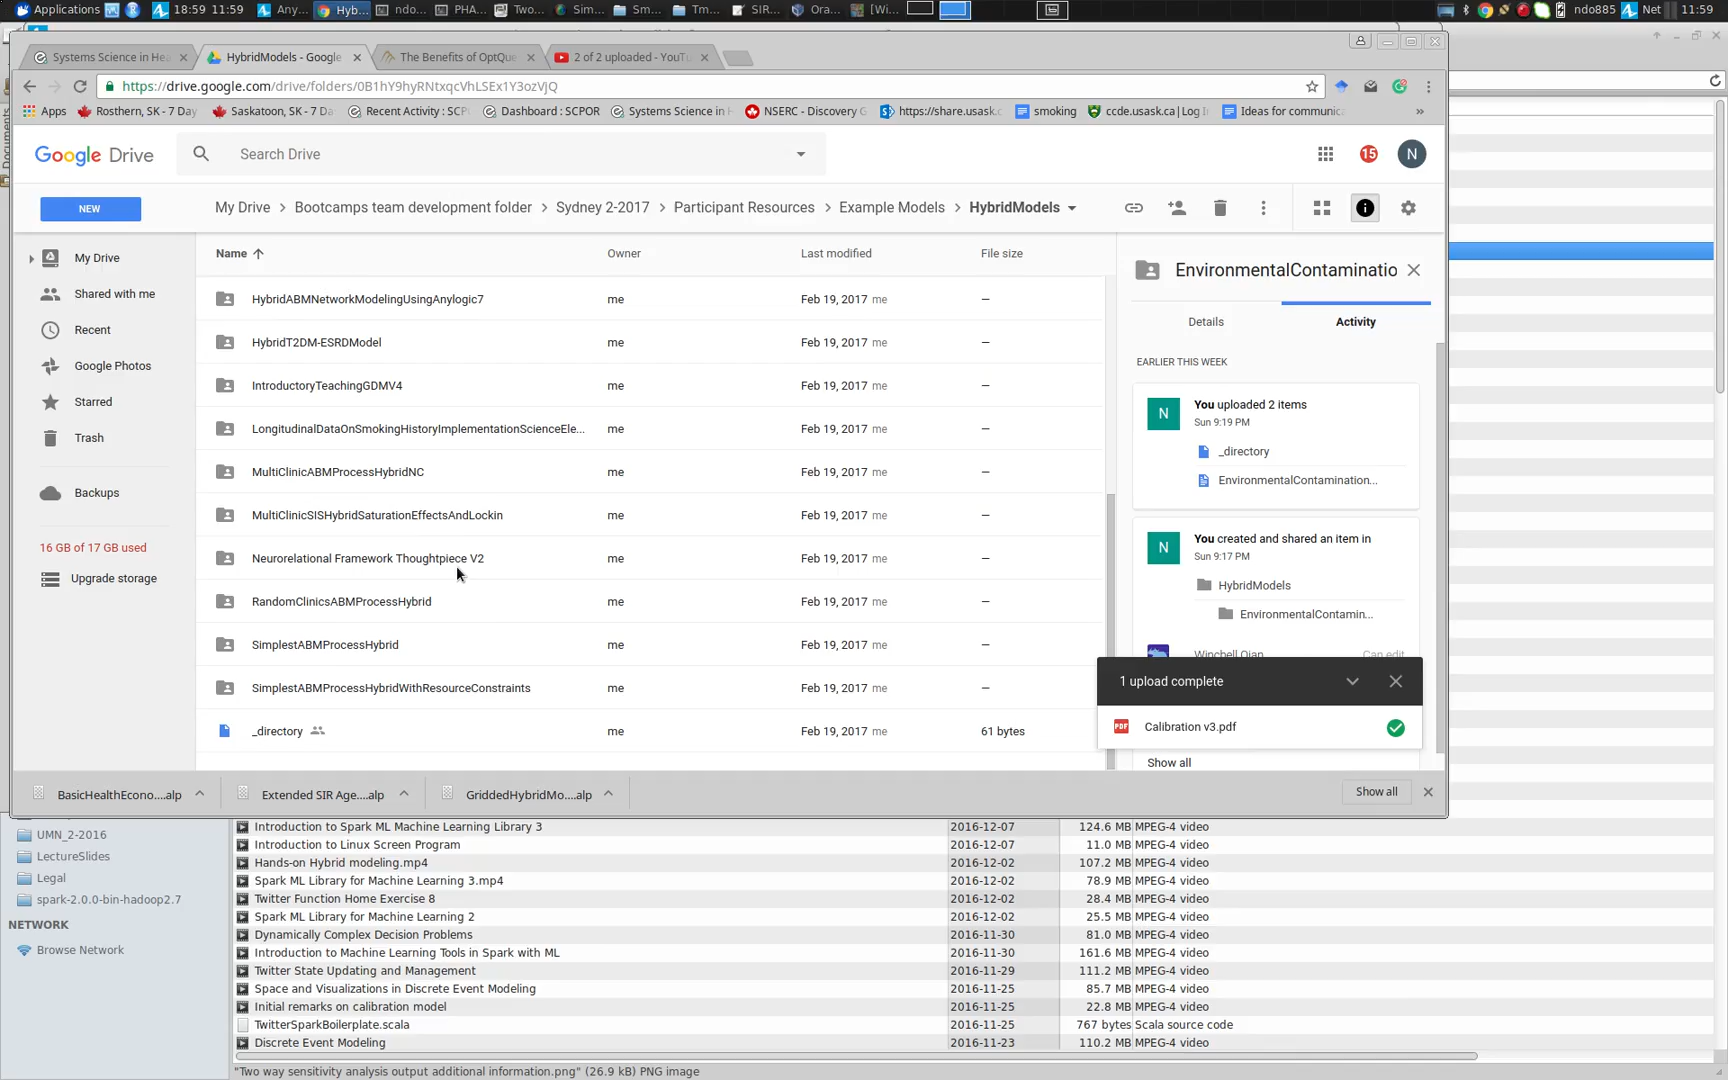 Applications 18:59 11:59 Any... Hyb... ndo... PHA... Two... Sim... Sm... Tm... SIR... Ora... [Wi... ndo885 Net 11:59
Systems Science in Hea HybridModels - Google The Benefits of OptQue 2 of 2 uploaded - YouTu
https://drive.google.com/drive/folders/0B1hY9hyRNtxqcVhLSEx1Y3ozVjQ
Apps Rosthern, SK - 7 Day Saskatoon, SK - 7 Da Recent Activity : SCP Dashboard : SCPOR Systems Science in H NSERC - Discovery G https://share.usask.c smoking ccde.usask.ca | Log I Ideas for communica »
Google Drive Search Drive 15 N
NEW My Drive > Bootcamps team development folder > Sydney 2-2017 > Participant Resources > Example Models > HybridModels
My Drive
Shared with me
Recent
Google Photos
Starred
Trash
Backups
16 GB of 17 GB used
Upgrade storage
Name Owner Last modified File size
HybridABMNetworkModelingUsingAnylogic7 me Feb 19, 2017 me —
HybridT2DM-ESRDModel me Feb 19, 2017 me —
IntroductoryTeachingGDMV4 me Feb 19, 2017 me —
LongitudinalDataOnSmokingHistoryImplementationScienceEle... me Feb 19, 2017 me —
MultiClinicABMProcessHybridNC me Feb 19, 2017 me —
MultiClinicSISHybridSaturationEffectsAndLockin me Feb 19, 2017 me —
Neurorelational Framework Thoughtpiece V2 me Feb 19, 2017 me —
RandomClinicsABMProcessHybrid me Feb 19, 2017 me —
SimplestABMProcessHybrid me Feb 19, 2017 me —
SimplestABMProcessHybridWithResourceConstraints me Feb 19, 2017 me —
_directory me Feb 19, 2017 me 61 bytes
EnvironmentalContaminatio
Details Activity
EARLIER THIS WEEK
N You uploaded 2 items
Sun 9:19 PM
_directory
EnvironmentalContamination...
N You created and shared an item in
Sun 9:17 PM
HybridModels
EnvironmentalContamin...
Winchell Qian Can edit
1 upload complete
PDF Calibration v3.pdf
Show all
BasicHealthEcono....alp Extended SIR Age....alp GriddedHybridMo....alp Show all
Documents
UMN_2-2016
LectureSlides
Legal
spark-2.0.0-bin-hadoop2.7
NETWORK
Browse Network
Introduction to Spark ML Machine Learning Library 3 2016-12-07 124.6 MB MPEG-4 video
Introduction to Linux Screen Program 2016-12-07 11.0 MB MPEG-4 video
Hands-on Hybrid modeling.mp4 2016-12-02 107.2 MB MPEG-4 video
Spark ML Library for Machine Learning 3.mp4 2016-12-02 78.9 MB MPEG-4 video
Twitter Function Home Exercise 8 2016-12-02 28.4 MB MPEG-4 video
Spark ML Library for Machine Learning 2 2016-12-02 25.5 MB MPEG-4 video
Dynamically Complex Decision Problems 2016-11-30 81.0 MB MPEG-4 video
Introduction to Machine Learning Tools in Spark with ML 2016-11-30 161.6 MB MPEG-4 video
Twitter State Updating and Management 2016-11-29 111.2 MB MPEG-4 video
Space and Visualizations in Discrete Event Modeling 2016-11-25 85.7 MB MPEG-4 video
Initial remarks on calibration model 2016-11-25 22.8 MB MPEG-4 video
TwitterSparkBoilerplate.scala 2016-11-25 767 bytes Scala source code
Discrete Event Modeling 2016-11-23 110.2 MB MPEG-4 video
"Two way sensitivity analysis output additional information.png" (26.9 kB) PNG image